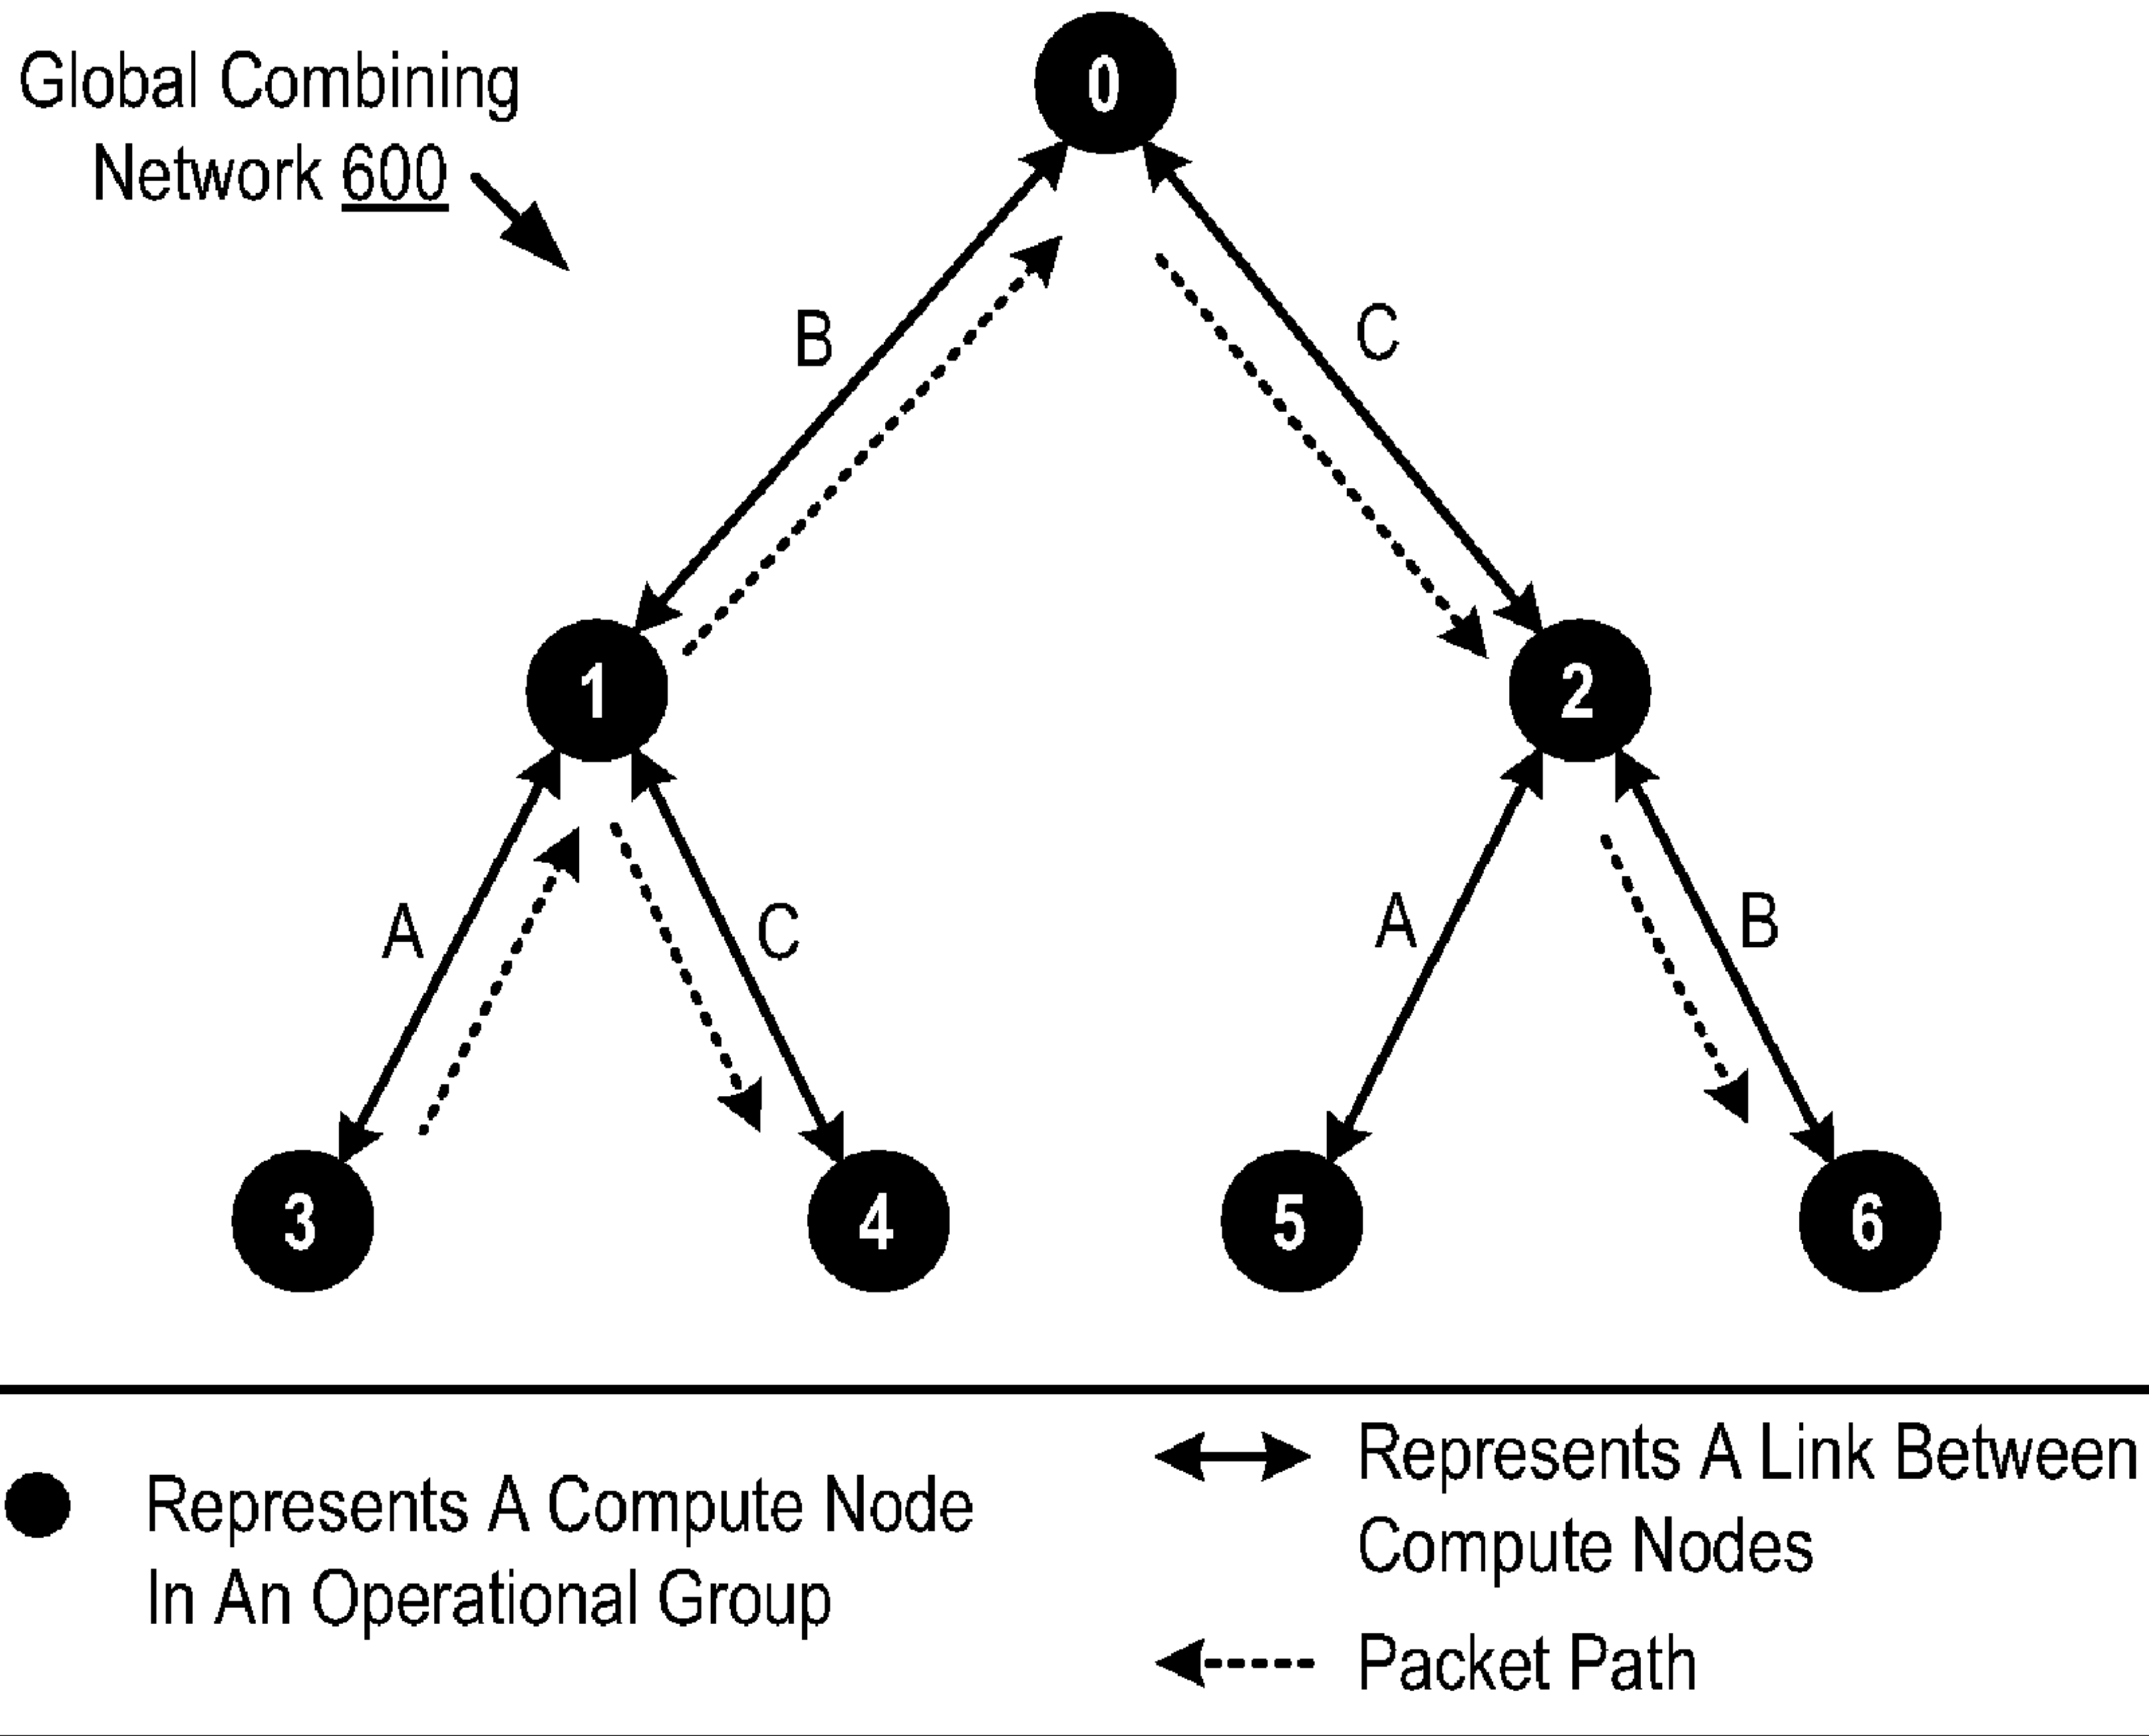 Global Combining
Network 600
0
B
C
1
2
A
C
A
B
3
4
5
6
Represents A Compute Node
In An Operational Group
Represents A Link Between
Compute Nodes
Packet Path